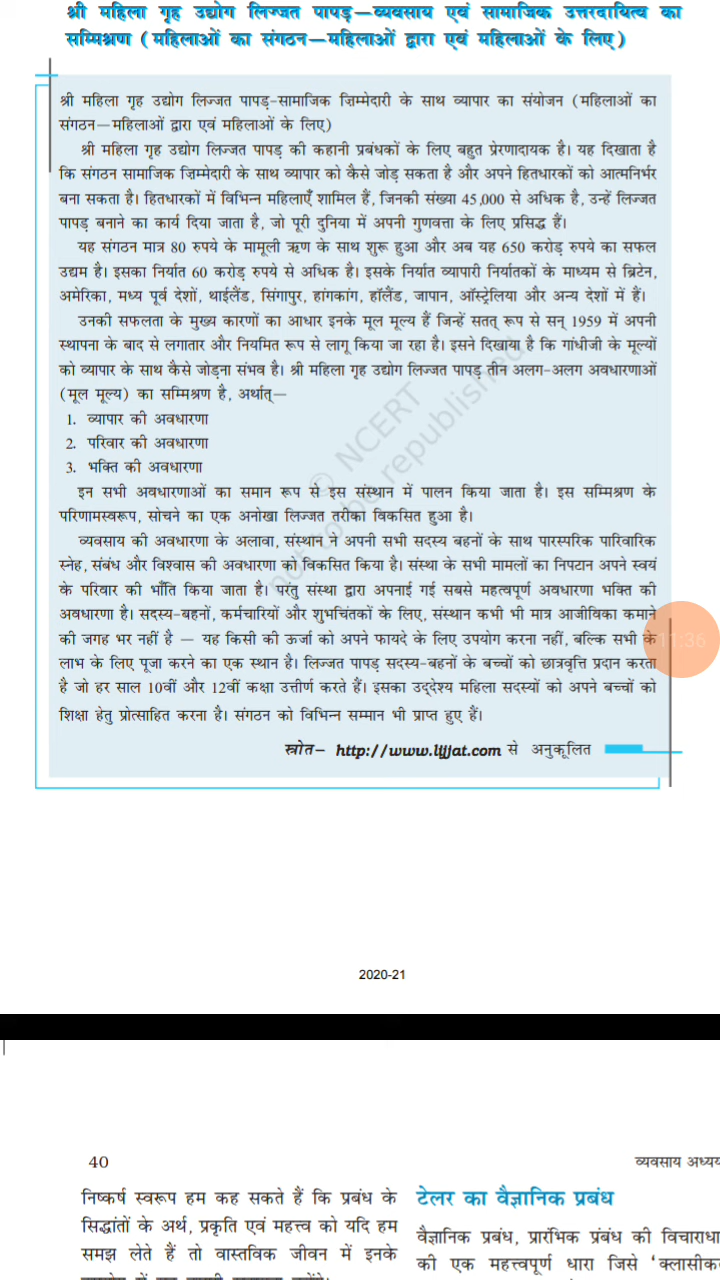 श्री महिला गृह उद्योग लिज्जत पापड़—व्यवसाय एवं सामाजिक उत्तरदायित्व का
सम्मिश्रण (महिलाओं का संगठन—महिलाओं द्वारा एवं महिलाओं के लिए)
श्री महिला गृह उद्योग लिज्जत पापड़-सामाजिक ज़िम्मेदारी के साथ व्यापार का संयोजन (महिलाओं का
संगठन—महिलाओं द्वारा एवं महिलाओं के लिए)
श्री महिला गृह उद्योग लिज्जत पापड़ की कहानी प्रबंधकों के लिए बहुत प्रेरणादायक है। यह दिखाता है
कि संगठन सामाजिक ज़िम्मेदारी के साथ व्यापार को कैसे जोड़ सकता है और अपने हितधारकों को आत्मनिर्भर
बना सकता है। हितधारकों में विभिन्न महिलाएँ शामिल हैं, जिनकी संख्या 45,000 से अधिक है, उन्हें लिज्जत
पापड़ बनाने का कार्य दिया जाता है, जो पूरी दुनिया में अपनी गुणवत्ता के लिए प्रसिद्ध हैं।
यह संगठन मात्र 80 रुपये के मामूली ऋण के साथ शुरू हुआ और अब यह 650 करोड़ रुपये का सफल
उद्यम है। इसका निर्यात 60 करोड़ रुपये से अधिक है। इसके निर्यात व्यापारी निर्यातकों के माध्यम से ब्रिटेन,
अमेरिका, मध्य पूर्व देशों, थाईलैंड, सिंगापुर, हांगकांग, हॉलैंड, जापान, ऑस्ट्रेलिया और अन्य देशों में हैं।
उनकी सफलता के मुख्य कारणों का आधार इनके मूल मूल्य हैं जिन्हें सतत् रूप से सन् 1959 में अपनी
स्थापना के बाद से लगातार और नियमित रूप से लागू किया जा रहा है। इसने दिखाया है कि गांधीजी के मूल्यों
को व्यापार के साथ कैसे जोड़ना संभव है। श्री महिला गृह उद्योग लिज्जत पापड़ तीन अलग-अलग अवधारणाओं
(मूल मूल्य) का सम्मिश्रण है, अर्थात्—
1. व्यापार की अवधारणा
2. परिवार की अवधारणा
3. भक्ति की अवधारणा
इन सभी अवधारणाओं का समान रूप से इस संस्थान में पालन किया जाता है। इस सम्मिश्रण के
परिणामस्वरूप, सोचने का एक अनोखा लिज्जत तरीका विकसित हुआ है।
व्यवसाय की अवधारणा के अलावा, संस्थान ने अपनी सभी सदस्य बहनों के साथ पारस्परिक पारिवारिक
स्नेह, संबंध और विश्वास की अवधारणा को विकसित किया है। संस्था के सभी मामलों का निपटान अपने स्वयं
के परिवार की भाँति किया जाता है। परंतु संस्था द्वारा अपनाई गई सबसे महत्वपूर्ण अवधारणा भक्ति की
अवधारणा है। सदस्य-बहनों, कर्मचारियों और शुभचिंतकों के लिए, संस्थान कभी भी मात्र आजीविका कमाने
की जगह भर नहीं है — यह किसी की ऊर्जा को अपने फायदे के लिए उपयोग करना नहीं, बल्कि सभी के
लाभ के लिए पूजा करने का एक स्थान है। लिज्जत पापड़ सदस्य-बहनों के बच्चों को छात्रवृत्ति प्रदान करता
है जो हर साल 10वीं और 12वीं कक्षा उत्तीर्ण करते हैं। इसका उद्देश्य महिला सदस्यों को अपने बच्चों को
शिक्षा हेतु प्रोत्साहित करना है। संगठन को विभिन्न सम्मान भी प्राप्त हुए हैं।
स्रोत– http://www.lijjat.com से अनुकूलित
© NCERT
not to be republished
11:36
2020-21
40
व्यवसाय अध्यय
निष्कर्ष स्वरूप हम कह सकते हैं कि प्रबंध के
सिद्धांतों के अर्थ, प्रकृति एवं महत्त्व को यदि हम
समझ लेते हैं तो वास्तविक जीवन में इनके
टेलर का वैज्ञानिक प्रबंध
वैज्ञानिक प्रबंध, प्रारंभिक प्रंबंध की विचाराधा
की एक महत्त्वपूर्ण धारा जिसे 'क्लासीक